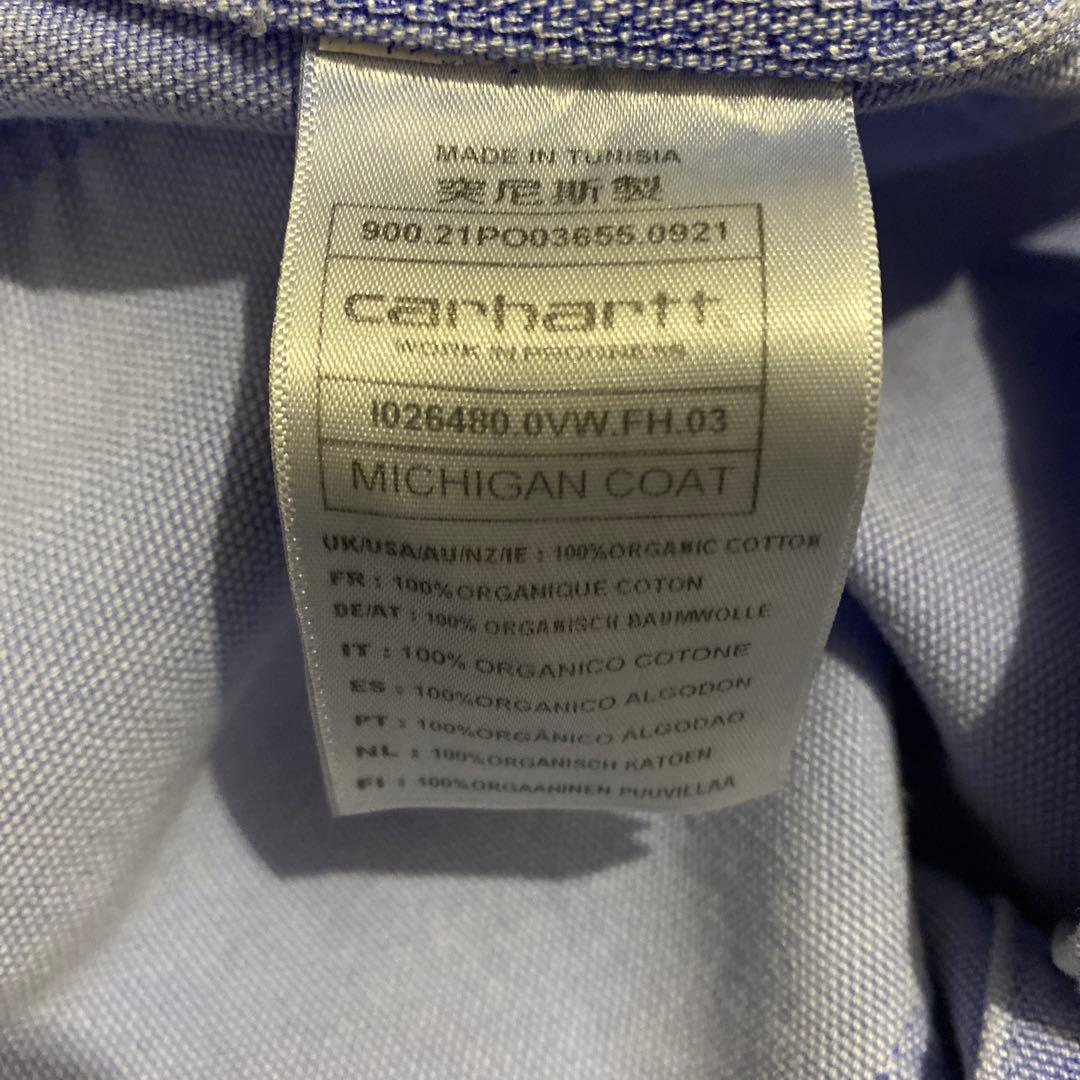 MADE IN TUNISIA
突尼斯製
900.21PO03655.0921
carhartt
WORK IN PROGRESS
I026480.0VW.FH.03
MICHIGAN COAT
UK/USA/AU/NZ/IE : 100%ORGANIC COTTON
FR : 100%ORGANIQUE COTON
DE/AT : 100% ORGANISCH BAUMWOLLE
IT : 100% ORGANICO COTONE
ES : 100%ORGANICO ALGODON
PT : 100%ORGÂNICO ALGODAO
NL : 100%ORGANISCH KATOEN
FI : 100%ORGAAHINEN PUUVILLAA